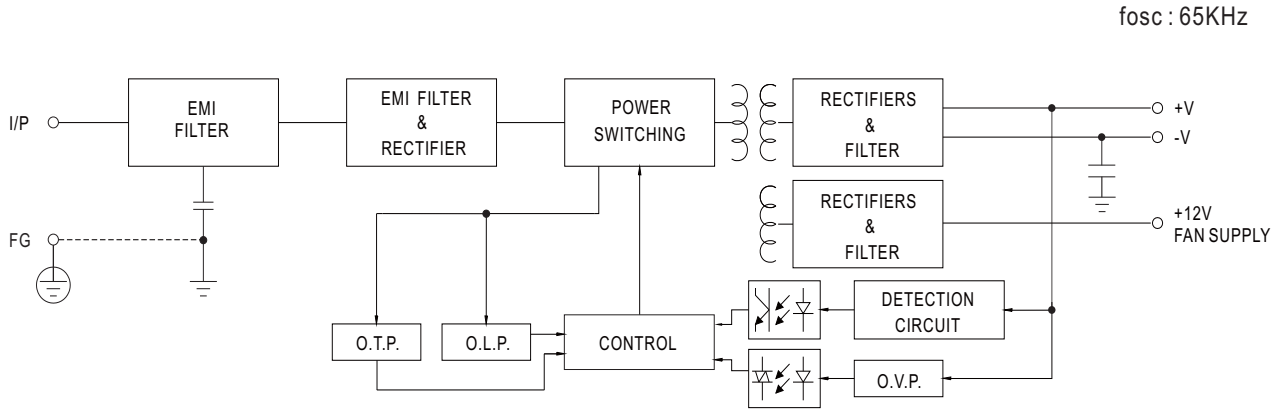 fosc : 65KHz
I/P
EMI
FILTER
EMI FILTER
&
RECTIFIER
POWER
SWITCHING
RECTIFIERS
&
FILTER
+V
-V
FG
RECTIFIERS
&
FILTER
+12V
FAN SUPPLY
O.T.P.
O.L.P.
CONTROL
DETECTION
CIRCUIT
O.V.P.